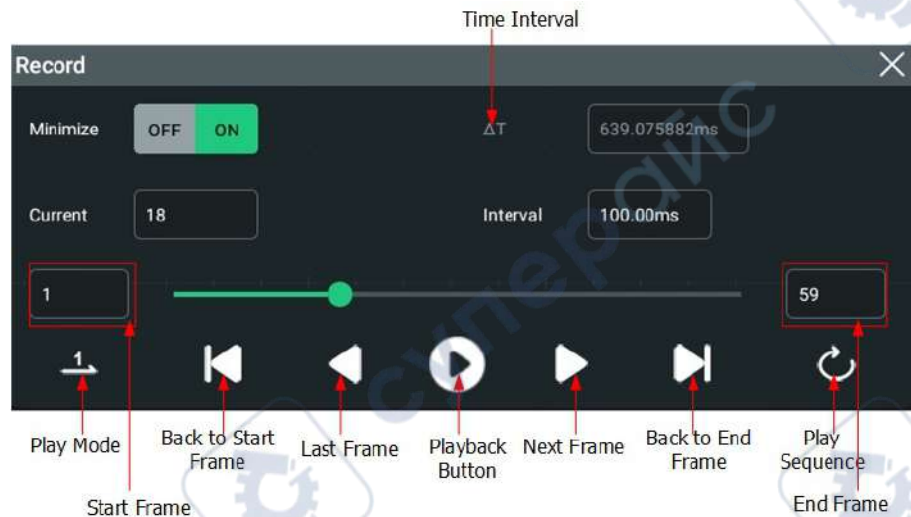 Time Interval
Record
Minimize OFF ON ΔT 639.075882ms
Current 18 Interval 100.00ms
1 59
1
Play Mode Back to Start Frame Last Frame Playback Button Next Frame Back to End Frame Play Sequence
Start Frame End Frame
суперайс